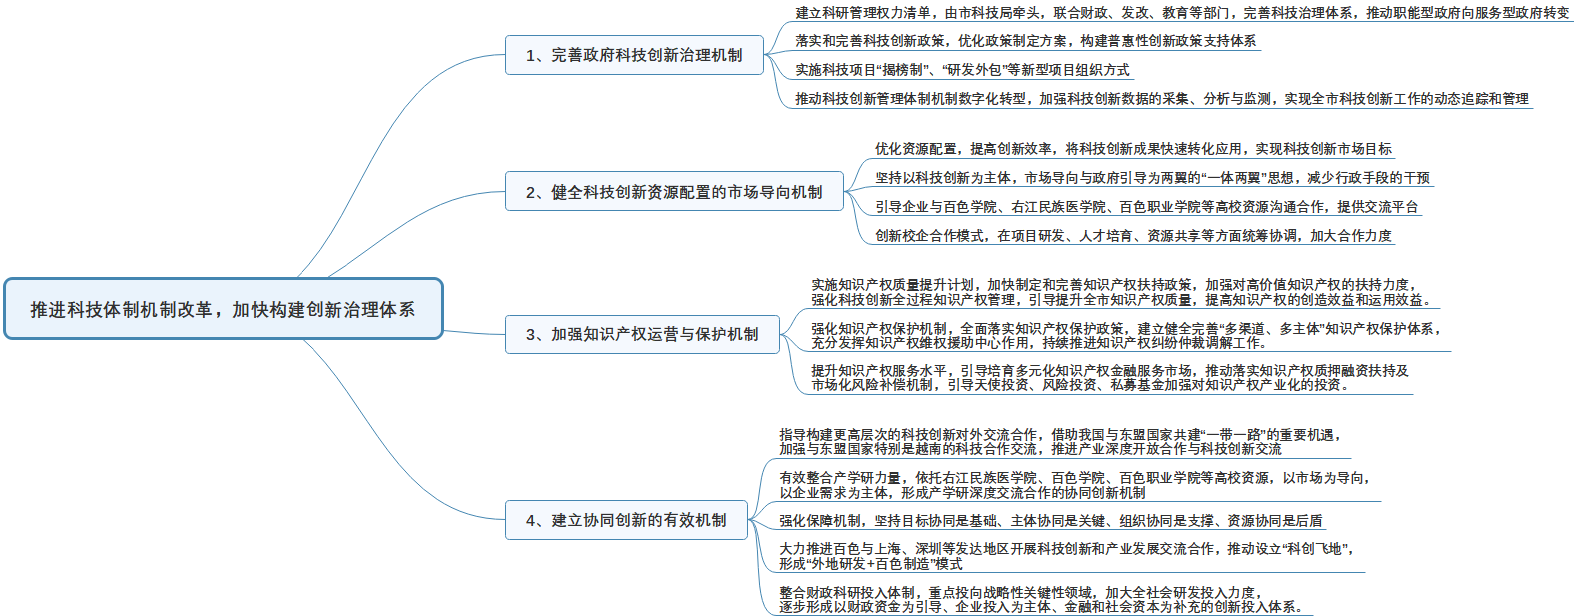 推进科技体制机制改革，加快构建创新治理体系
1、完善政府科技创新治理机制
建立科研管理权力清单，由市科技局牵头，联合财政、发改、教育等部门，完善科技治理体系，推动职能型政府向服务型政府转变
落实和完善科技创新政策，优化政策制定方案，构建普惠性创新政策支持体系
实施科技项目“揭榜制”、“研发外包”等新型项目组织方式
推动科技创新管理体制机制数字化转型，加强科技创新数据的采集、分析与监测，实现全市科技创新工作的动态追踪和管理
2、健全科技创新资源配置的市场导向机制
优化资源配置，提高创新效率，将科技创新成果快速转化应用，实现科技创新市场目标
坚持以科技创新为主体，市场导向与政府引导为两翼的“一体两翼”思想，减少行政手段的干预
引导企业与百色学院、右江民族医学院、百色职业学院等高校资源沟通合作，提供交流平台
创新校企合作模式，在项目研发、人才培育、资源共享等方面统筹协调，加大合作力度
3、加强知识产权运营与保护机制
实施知识产权质量提升计划，加快制定和完善知识产权扶持政策，加强对高价值知识产权的扶持力度，
强化科技创新全过程知识产权管理，引导提升全市知识产权质量，提高知识产权的创造效益和运用效益。
强化知识产权保护机制，全面落实知识产权保护政策，建立健全完善“多渠道、多主体”知识产权保护体系，
充分发挥知识产权维权援助中心作用，持续推进知识产权纠纷仲裁调解工作。
提升知识产权服务水平，引导培育多元化知识产权金融服务市场，推动落实知识产权质押融资扶持及
市场化风险补偿机制，引导天使投资、风险投资、私募基金加强对知识产权产业化的投资。
4、建立协同创新的有效机制
指导构建更高层次的科技创新对外交流合作，借助我国与东盟国家共建“一带一路”的重要机遇，
加强与东盟国家特别是越南的科技合作交流，推进产业深度开放合作与科技创新交流
有效整合产学研力量，依托右江民族医学院、百色学院、百色职业学院等高校资源，以市场为导向，
以企业需求为主体，形成产学研深度交流合作的协同创新机制
强化保障机制，坚持目标协同是基础、主体协同是关键、组织协同是支撑、资源协同是后盾
大力推进百色与上海、深圳等发达地区开展科技创新和产业发展交流合作，推动设立“科创飞地”，
形成“外地研发+百色制造”模式
整合财政科研投入体制，重点投向战略性关键性领域，加大全社会研发投入力度，
逐步形成以财政资金为引导、企业投入为主体、金融和社会资本为补充的创新投入体系。